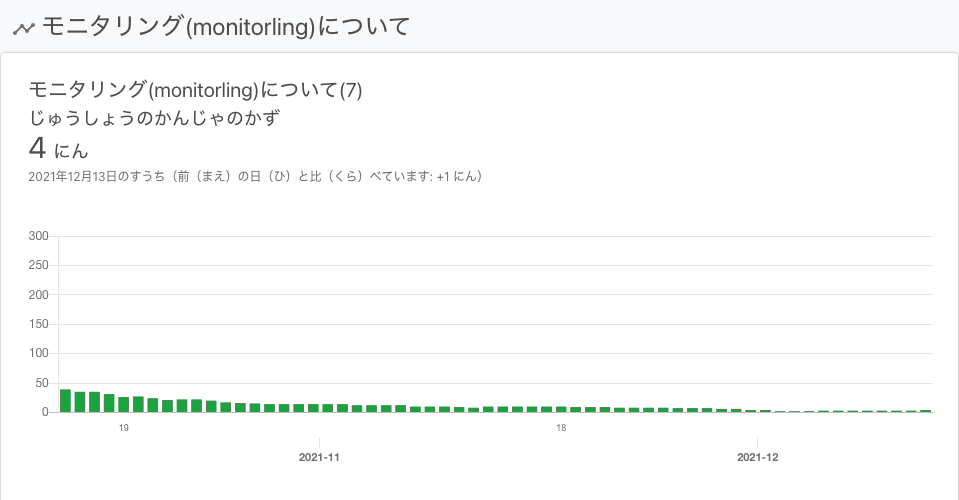 モニタリング(monitorling)について
モニタリング(monitorling)について(7)
じゅうしょうのかんじゃのかず
4 にん
2021年12月13日のすうち（前（まえ）の日（ひ）と比（くら）べています: +1 にん）
300
250
200
150
100
50
0
19
18
2021-11
2021-12